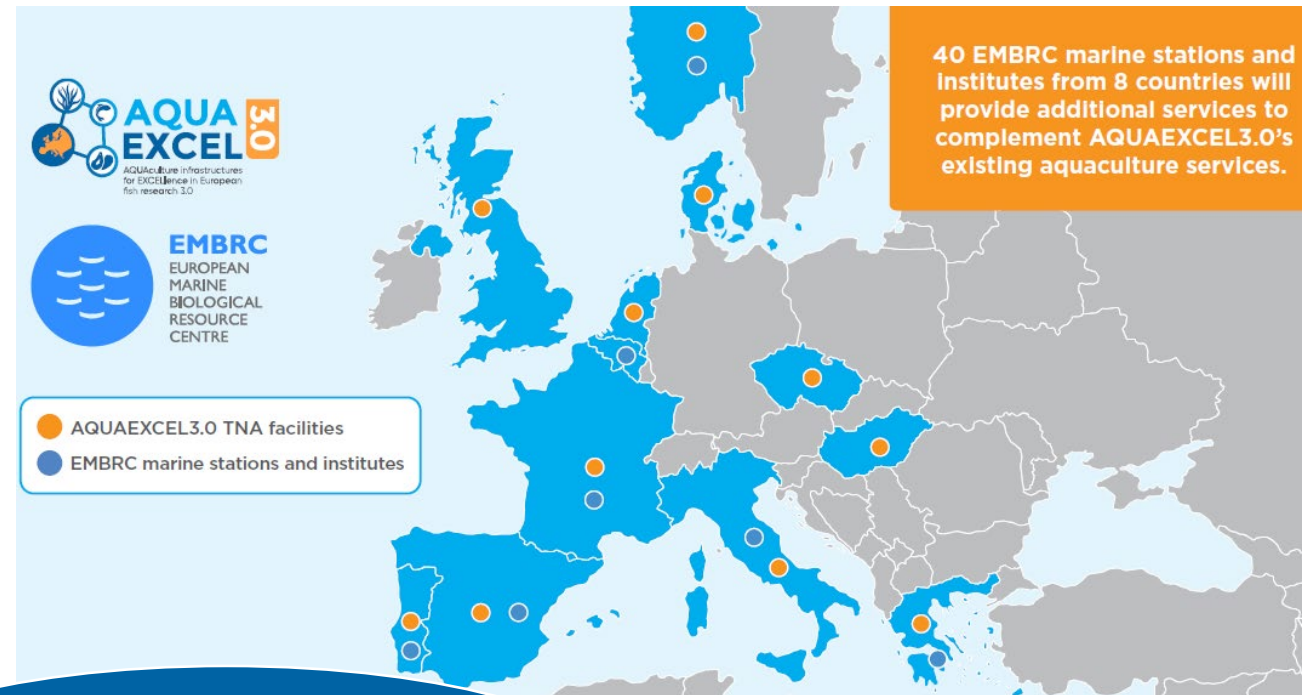 AQUA
EXCEL
3.0
AQUAculture infrastructures
for EXCELlence in European
fish research 3.0
EMBRC
EUROPEAN
MARINE
BIOLOGICAL
RESOURCE
CENTRE
AQUAEXCEL3.0 TNA facilities
EMBRC marine stations and institutes
40 EMBRC marine stations and
institutes from 8 countries will
provide additional services to
complement AQUAEXCEL3.0's
existing aquaculture services.